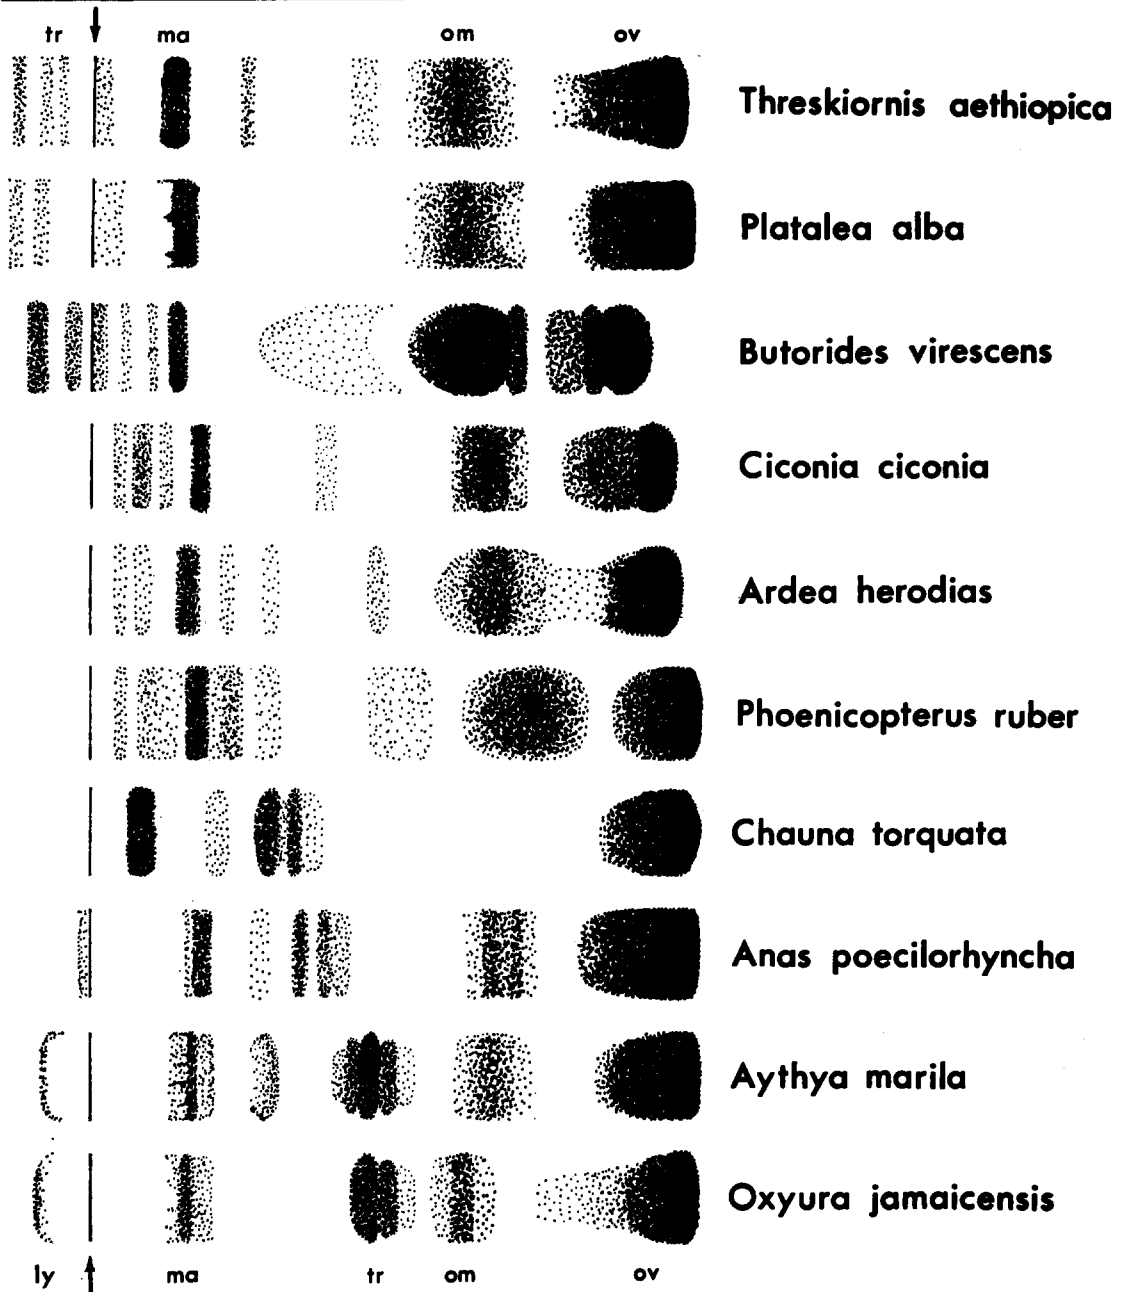 tr ma om ov
Threskiornis aethiopica
Platalea alba
Butorides virescens
Ciconia ciconia
Ardea herodias
Phoenicopterus ruber
Chauna torquata
Anas poecilorhyncha
Aythya marila
Oxyura jamaicensis
ly ma tr om ov